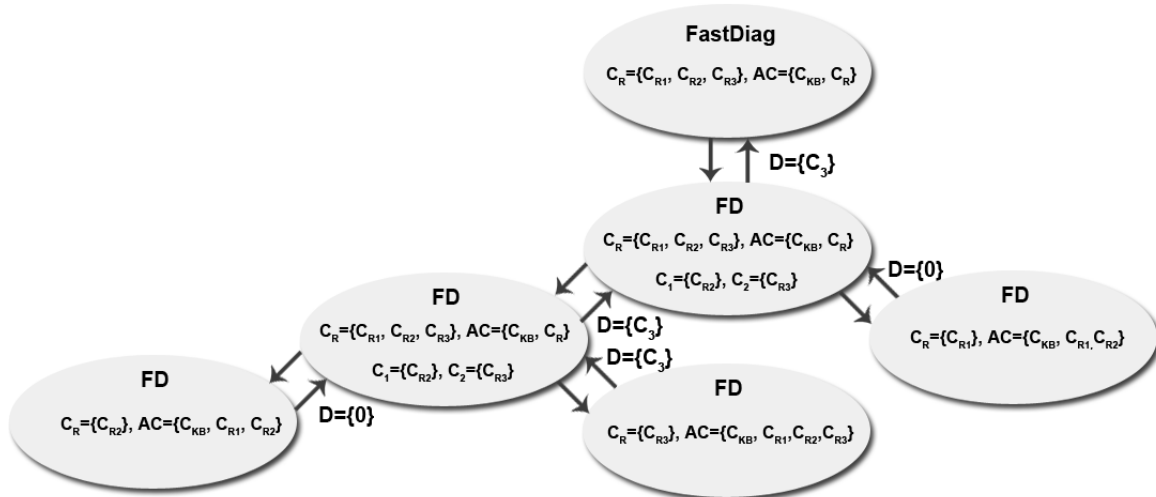 FastDiag
C_R={C_R1, C_R2, C_R3}, AC={C_KB, C_R}
D={C_3}
FD
C_R={C_R1, C_R2, C_R3}, AC={C_KB, C_R}
C_1={C_R2}, C_2={C_R3}
D={0}
FD
C_R={C_R1}, AC={C_KB, C_R1,C_R2}
FD
C_R={C_R1, C_R2, C_R3}, AC={C_KB, C_R}
C_1={C_R2}, C_2={C_R3}
D={C_3}
D={C_3}
FD
C_R={C_R2}, AC={C_KB, C_R1, C_R2}
D={0}
FD
C_R={C_R3}, AC={C_KB, C_R1,C_R2,C_R3}